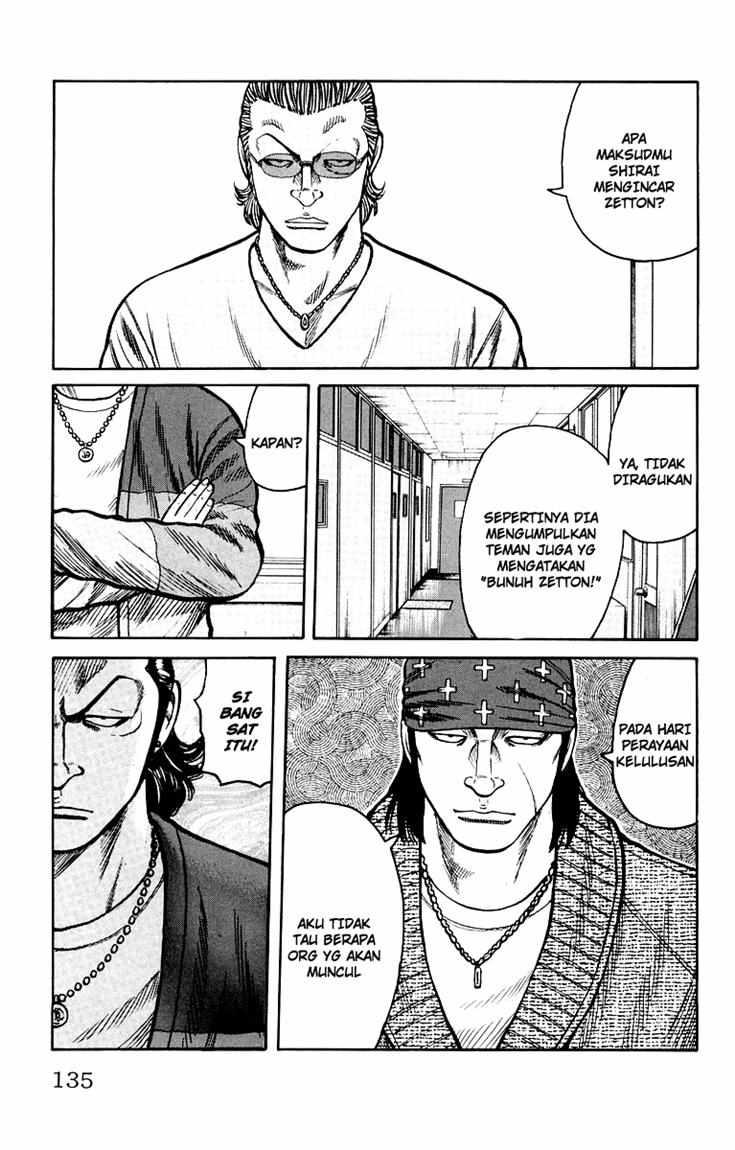 APA
MAKSUDMU
SHIRAI
MENGINCAR
ZETTON?
YA, TIDAK
DIRAGUKAN
SEPERTINYA DIA
MENGUMPULKAN
TEMAN JUGA YG
MENGATAKAN
"BUNUH ZETTON!"
KAPAN?
PADA HARI
PERAYAAN
KELULUSAN
AKU TIDAK
TAU BERAPA
ORG YG AKAN
MUNCUL
SI
BANG
SAT
ITU!
135